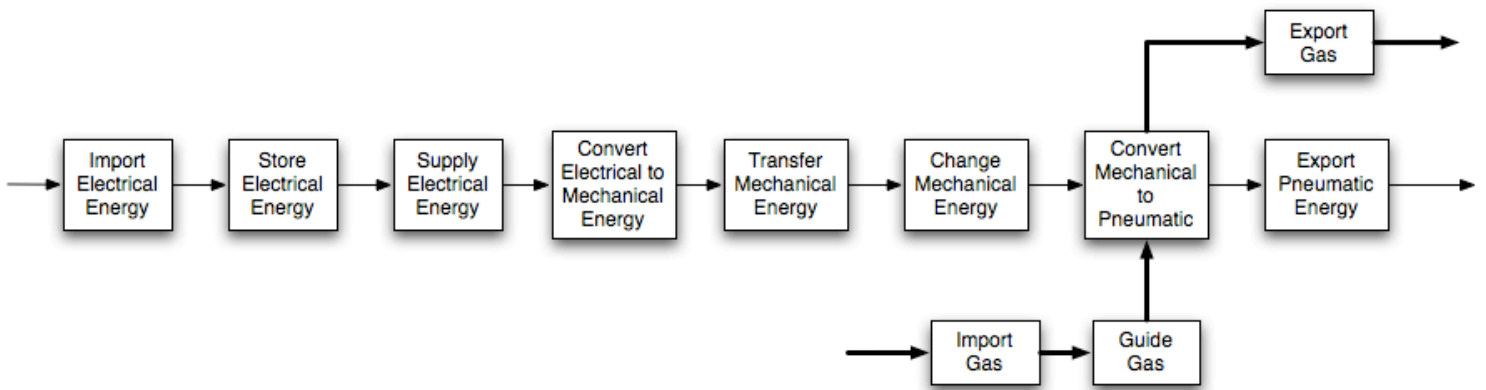 Export
Gas
Import
Electrical
Energy
Store
Electrical
Energy
Supply
Electrical
Energy
Convert
Electrical to
Mechanical
Energy
Transfer
Mechanical
Energy
Change
Mechanical
Energy
Convert
Mechanical
to
Pneumatic
Export
Pneumatic
Energy
Import
Gas
Guide
Gas